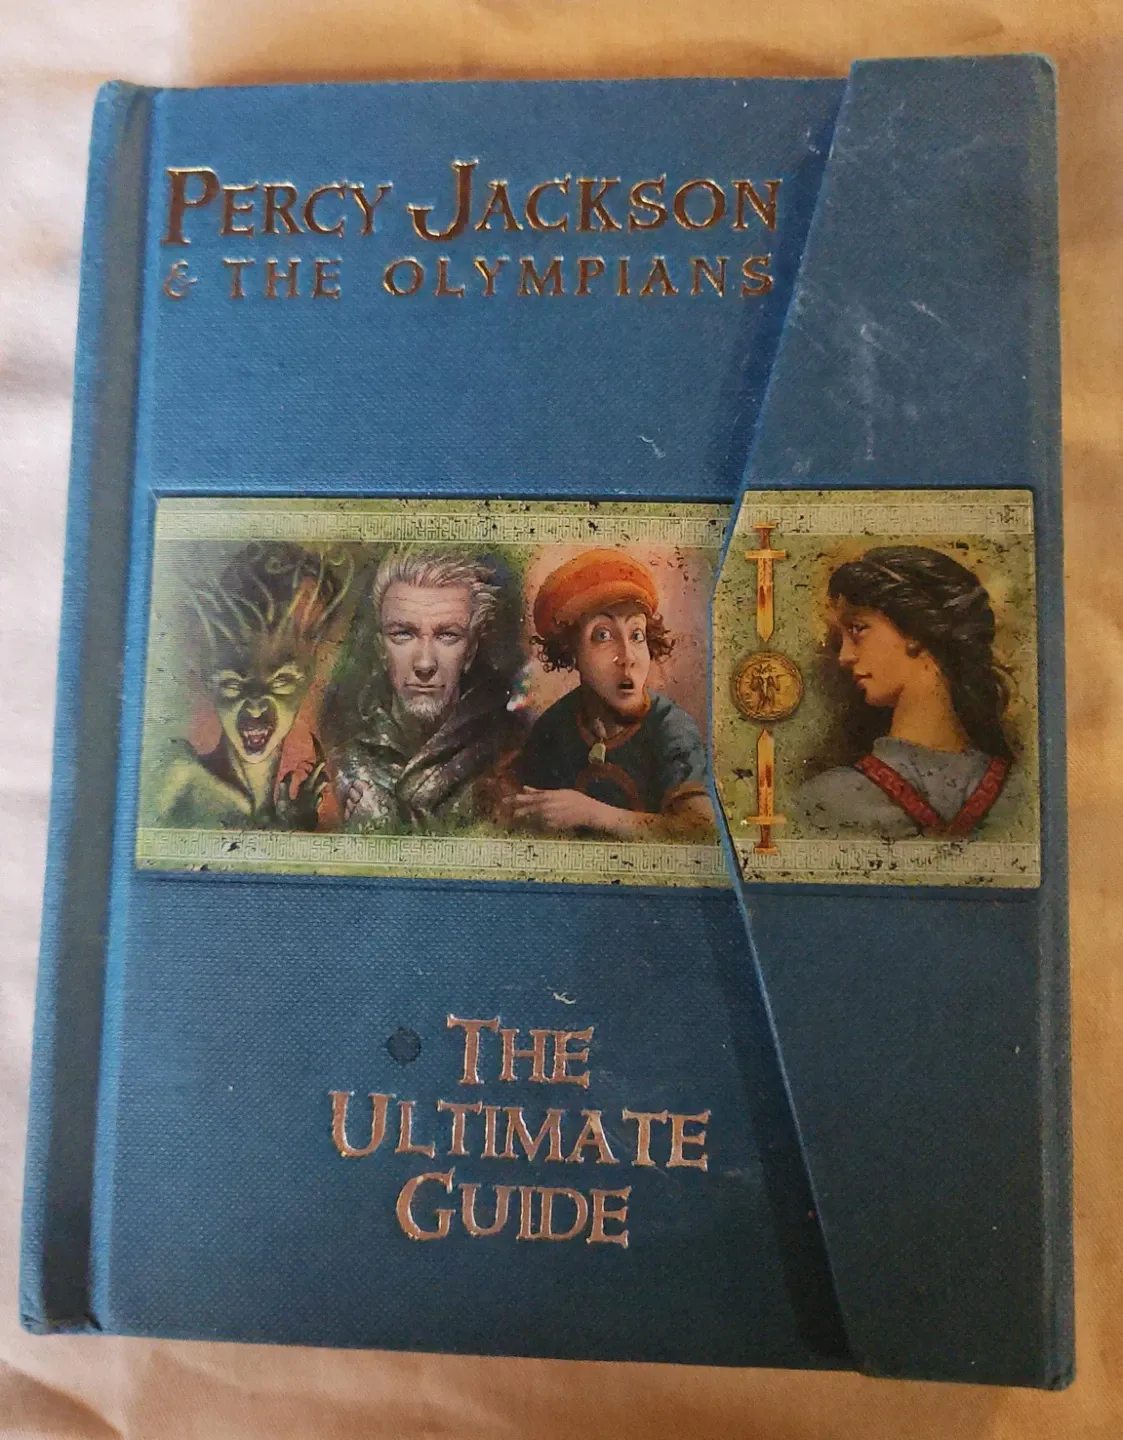 PERCY JACKSON
& THE OLYMPIANS
THE
ULTIMATE
GUIDE